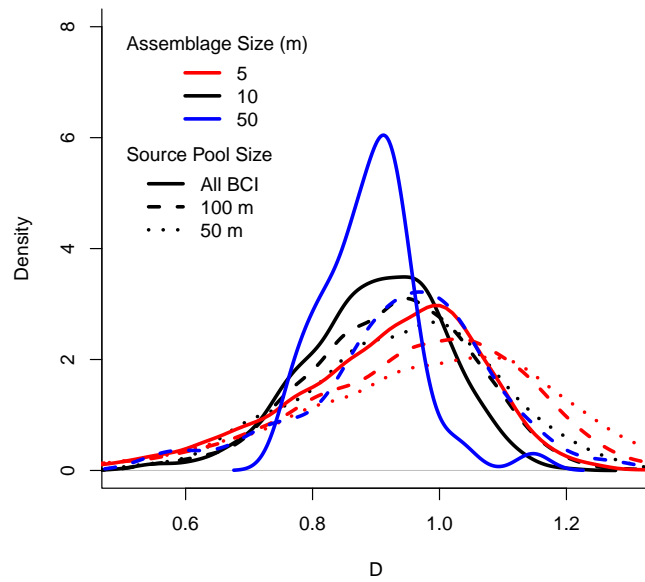 Assemblage Size (m)
5
10
50
Source Pool Size
All BCI
100 m
50 m
Density
8
6
4
2
0
0.6 0.8 1.0 1.2
D